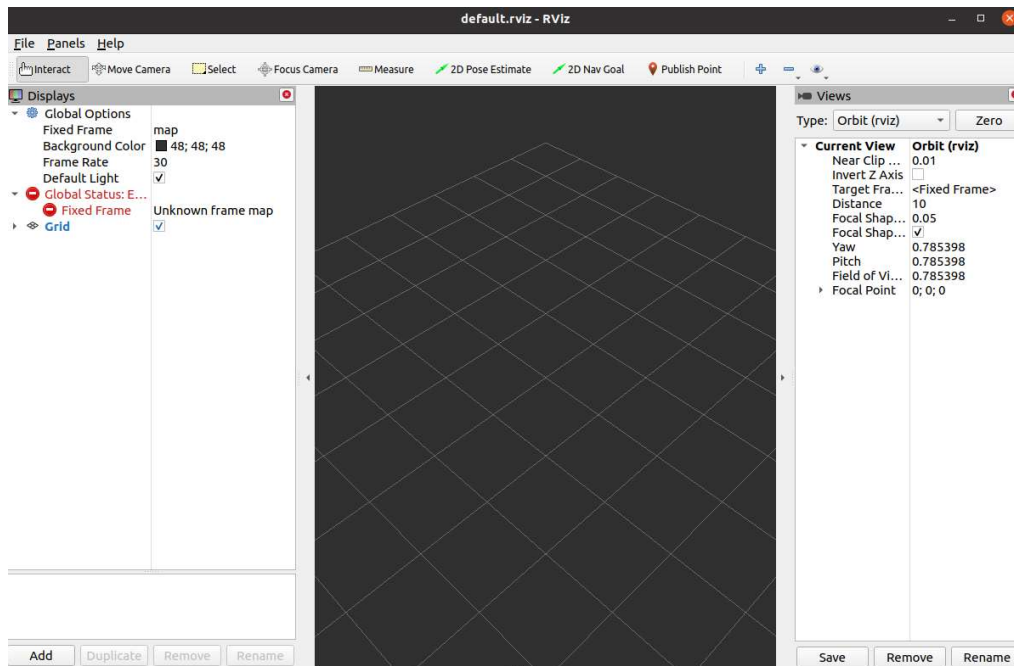 default.rviz - RViz
File Panels Help
Interact Move Camera Select Focus Camera Measure 2D Pose Estimate 2D Nav Goal Publish Point
Displays
Global Options
Fixed Frame map
Background Color 48; 48; 48
Frame Rate 30
Default Light
Global Status: E...
Fixed Frame Unknown frame map
Grid
Add Duplicate Remove Rename
Views
Type: Orbit (rviz) Zero
Current View Orbit (rviz)
Near Clip ... 0.01
Invert Z Axis
Target Fra... <Fixed Frame>
Distance 10
Focal Shap... 0.05
Focal Shap...
Yaw 0.785398
Pitch 0.785398
Field of Vi... 0.785398
Focal Point 0; 0; 0
Save Remove Rename